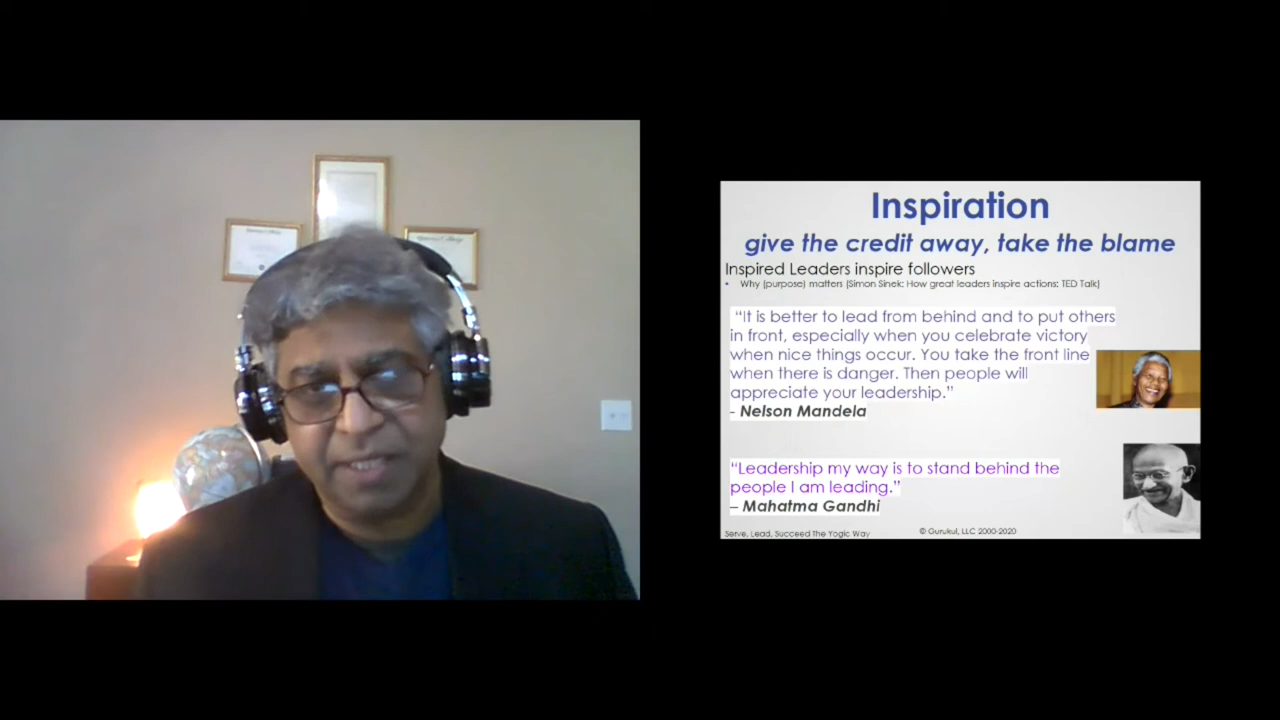 Inspiration
give the credit away, take the blame
Inspired Leaders inspire followers
• Why (purpose) matters (Simon Sinek: How great leaders inspire actions: TED Talk)
“It is better to lead from behind and to put others
in front, especially when you celebrate victory
when nice things occur. You take the front line
when there is danger. Then people will
appreciate your leadership.”
- Nelson Mandela
“Leadership my way is to stand behind the
people I am leading.”
– Mahatma Gandhi
Serve, Lead, Succeed The Yogic Way
© Gurukul, LLC 2000-2020